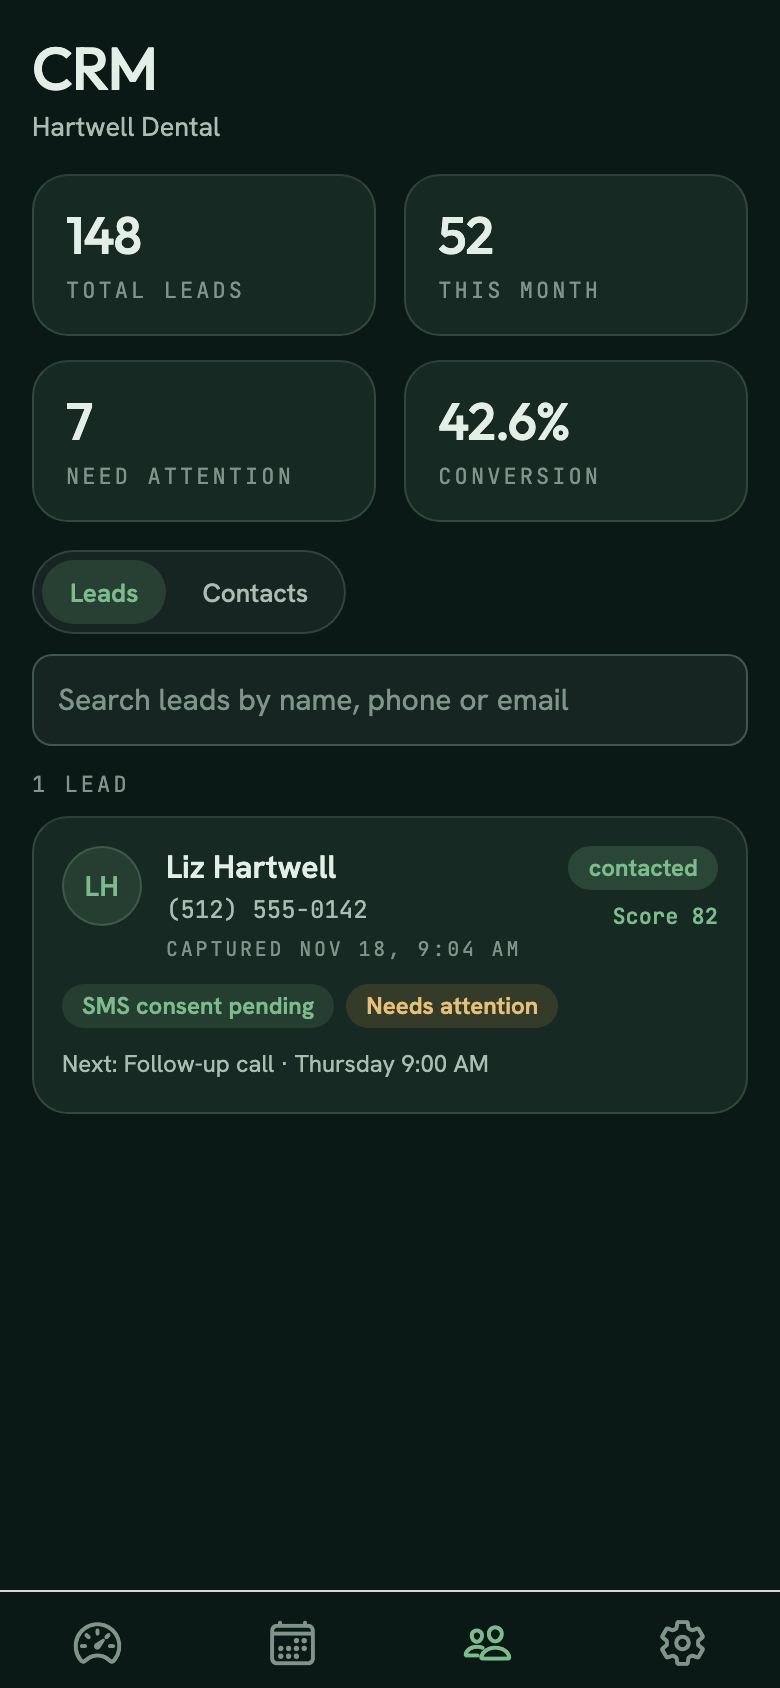 CRM
Hartwell Dental
148
TOTAL LEADS
52
THIS MONTH
7
NEED ATTENTION
42.6%
CONVERSION
Leads
Contacts
Search leads by name, phone or email
1 LEAD
LH
Liz Hartwell
contacted
(512) 555-0142
Score 82
CAPTURED NOV 18, 9:04 AM
SMS consent pending
Needs attention
Next: Follow-up call · Thursday 9:00 AM